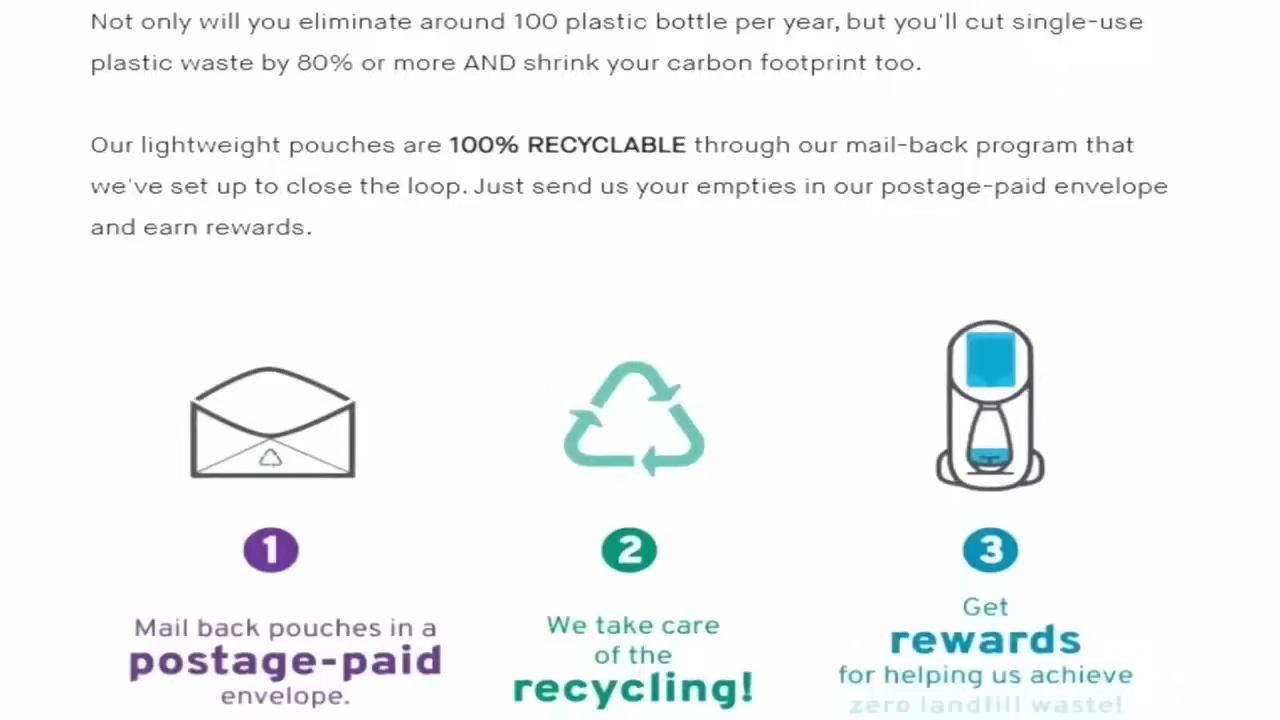 Not only will you eliminate around 100 plastic bottle per year, but you'll cut single-use
plastic waste by 80% or more AND shrink your carbon footprint too.
Our lightweight pouches are 100% RECYCLABLE through our mail-back program that
we've set up to close the loop. Just send us your empties in our postage-paid envelope
and earn rewards.
1
Mail back pouches in a
postage-paid
envelope.
2
We take care
of the
recycling!
3
Get
rewards
for helping us achieve
zero landfill waste!